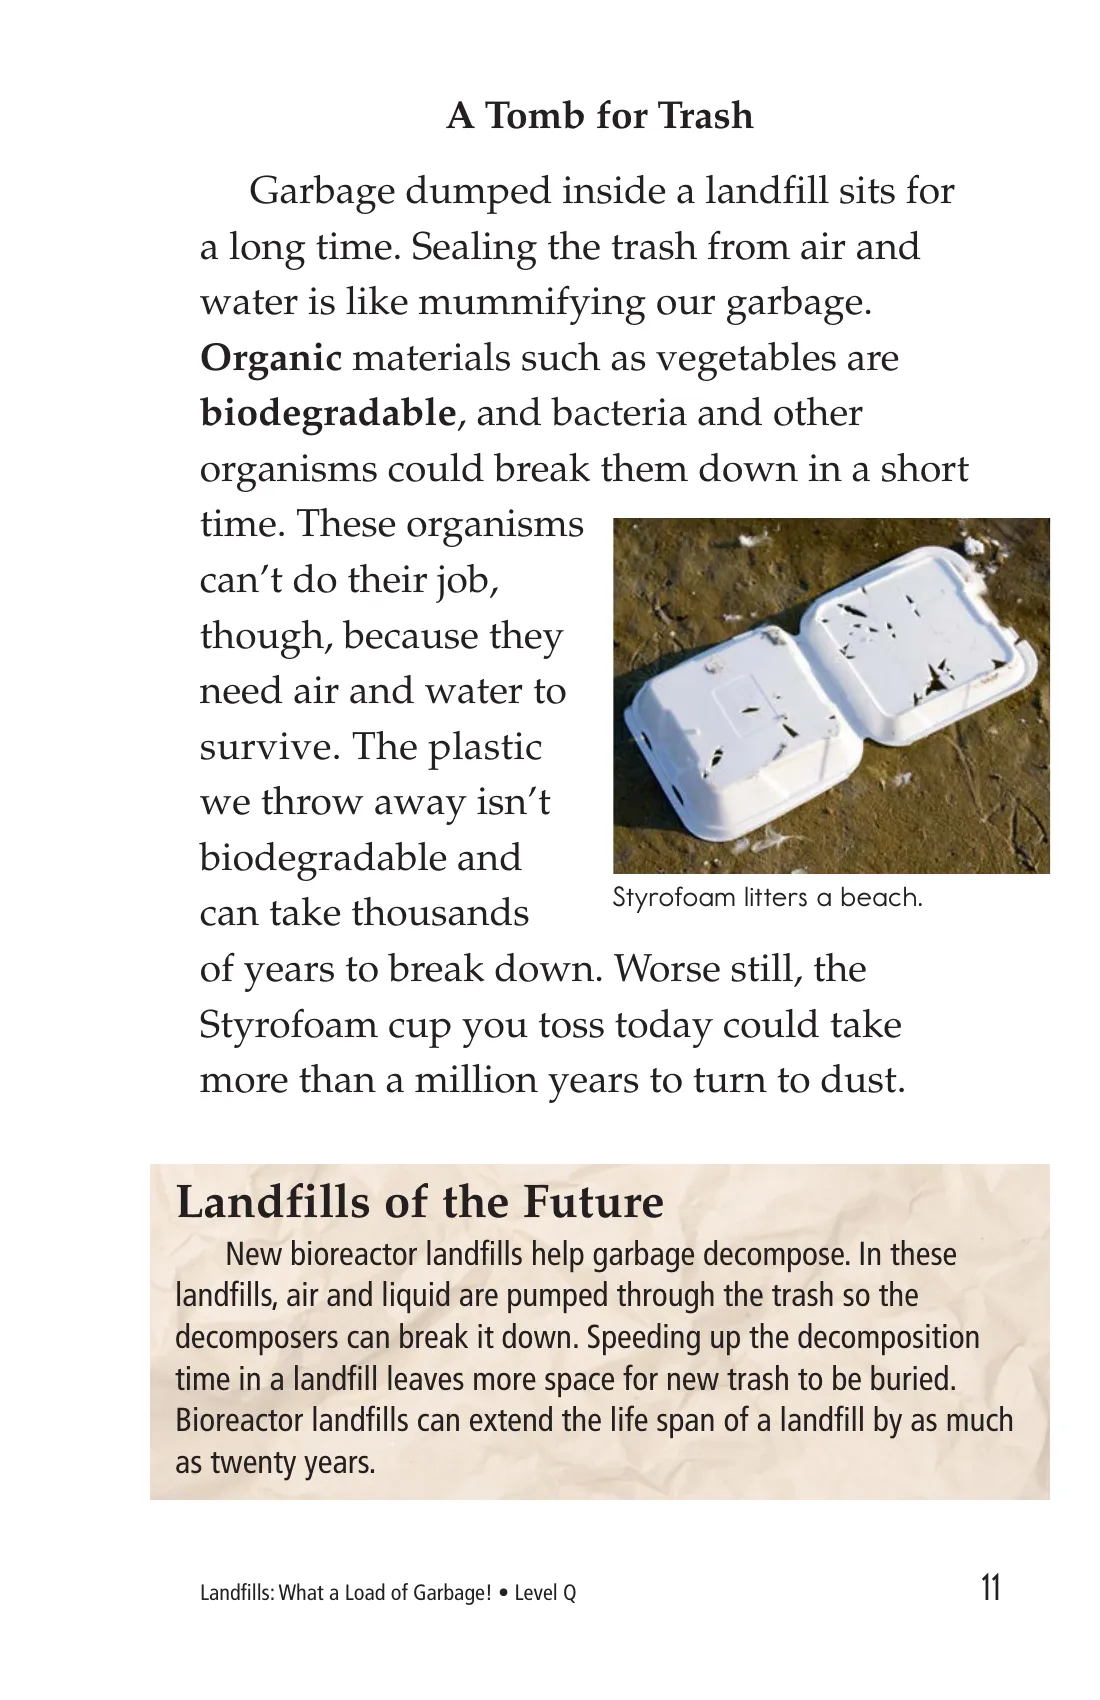 A Tomb for Trash
Garbage dumped inside a landfill sits for
a long time. Sealing the trash from air and
water is like mummifying our garbage.
Organic materials such as vegetables are
biodegradable, and bacteria and other
organisms could break them down in a short
time. These organisms
can’t do their job,
though, because they
need air and water to
survive. The plastic
we throw away isn’t
biodegradable and
can take thousands
of years to break down. Worse still, the
Styrofoam cup you toss today could take
more than a million years to turn to dust.
Styrofoam litters a beach.
Landfills of the Future
New bioreactor landfills help garbage decompose. In these
landfills, air and liquid are pumped through the trash so the
decomposers can break it down. Speeding up the decomposition
time in a landfill leaves more space for new trash to be buried.
Bioreactor landfills can extend the life span of a landfill by as much
as twenty years.
Landfills: What a Load of Garbage! • Level Q
11